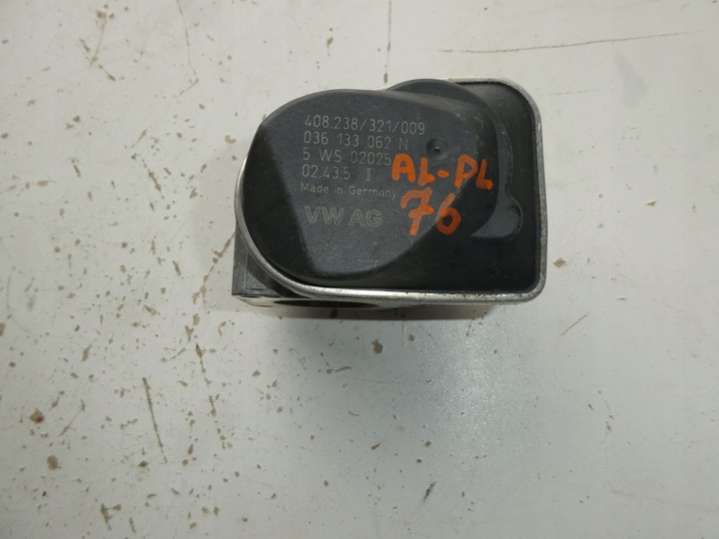 408.238/321/009
036 133 062 N
5 WS 02025
02.43.5 I
Made in Germany
VW AG
AL-PL
76